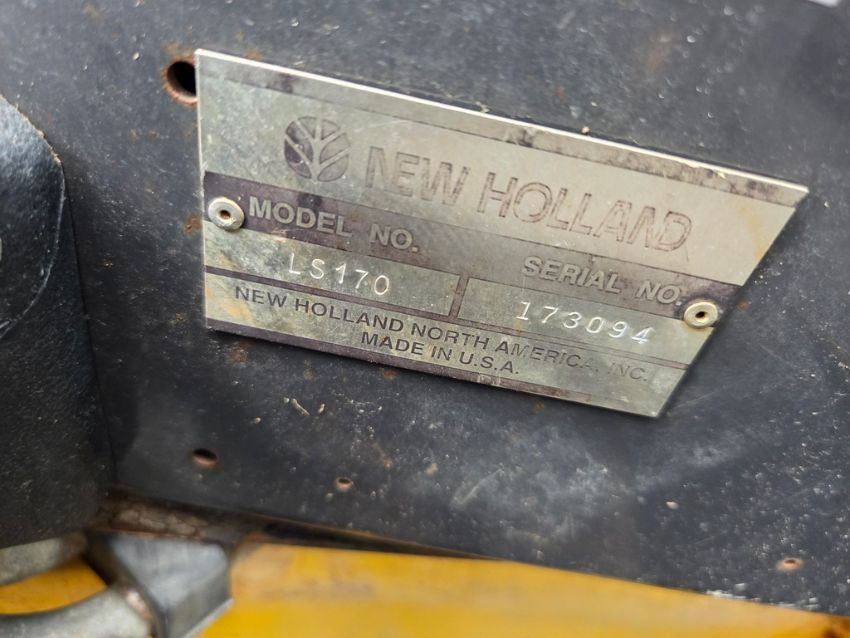 NEW HOLLAND
MODEL NO. SERIAL NO.
LS170 173094
NEW HOLLAND NORTH AMERICA, INC.
MADE IN U.S.A.